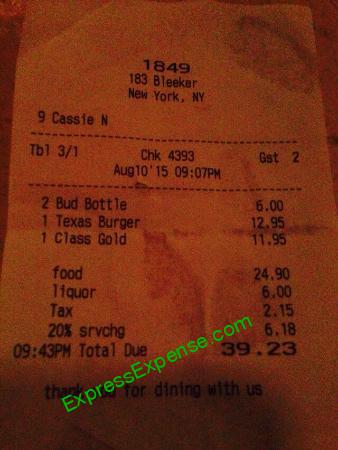 1849
183 Bleeker
New York, NY
9 Cassie N
Tbl 3/1 Chk 4393 Gst 2
Aug10'15 09:07PM
2 Bud Bottle 6.00
1 Texas Burger 12.95
1 Class Gold 11.95
food 24.90
liquor 6.00
Tax 2.15
20% srvchg 6.18
09:43PM Total Due 39.23
for dining with us
ExpressExpense.com